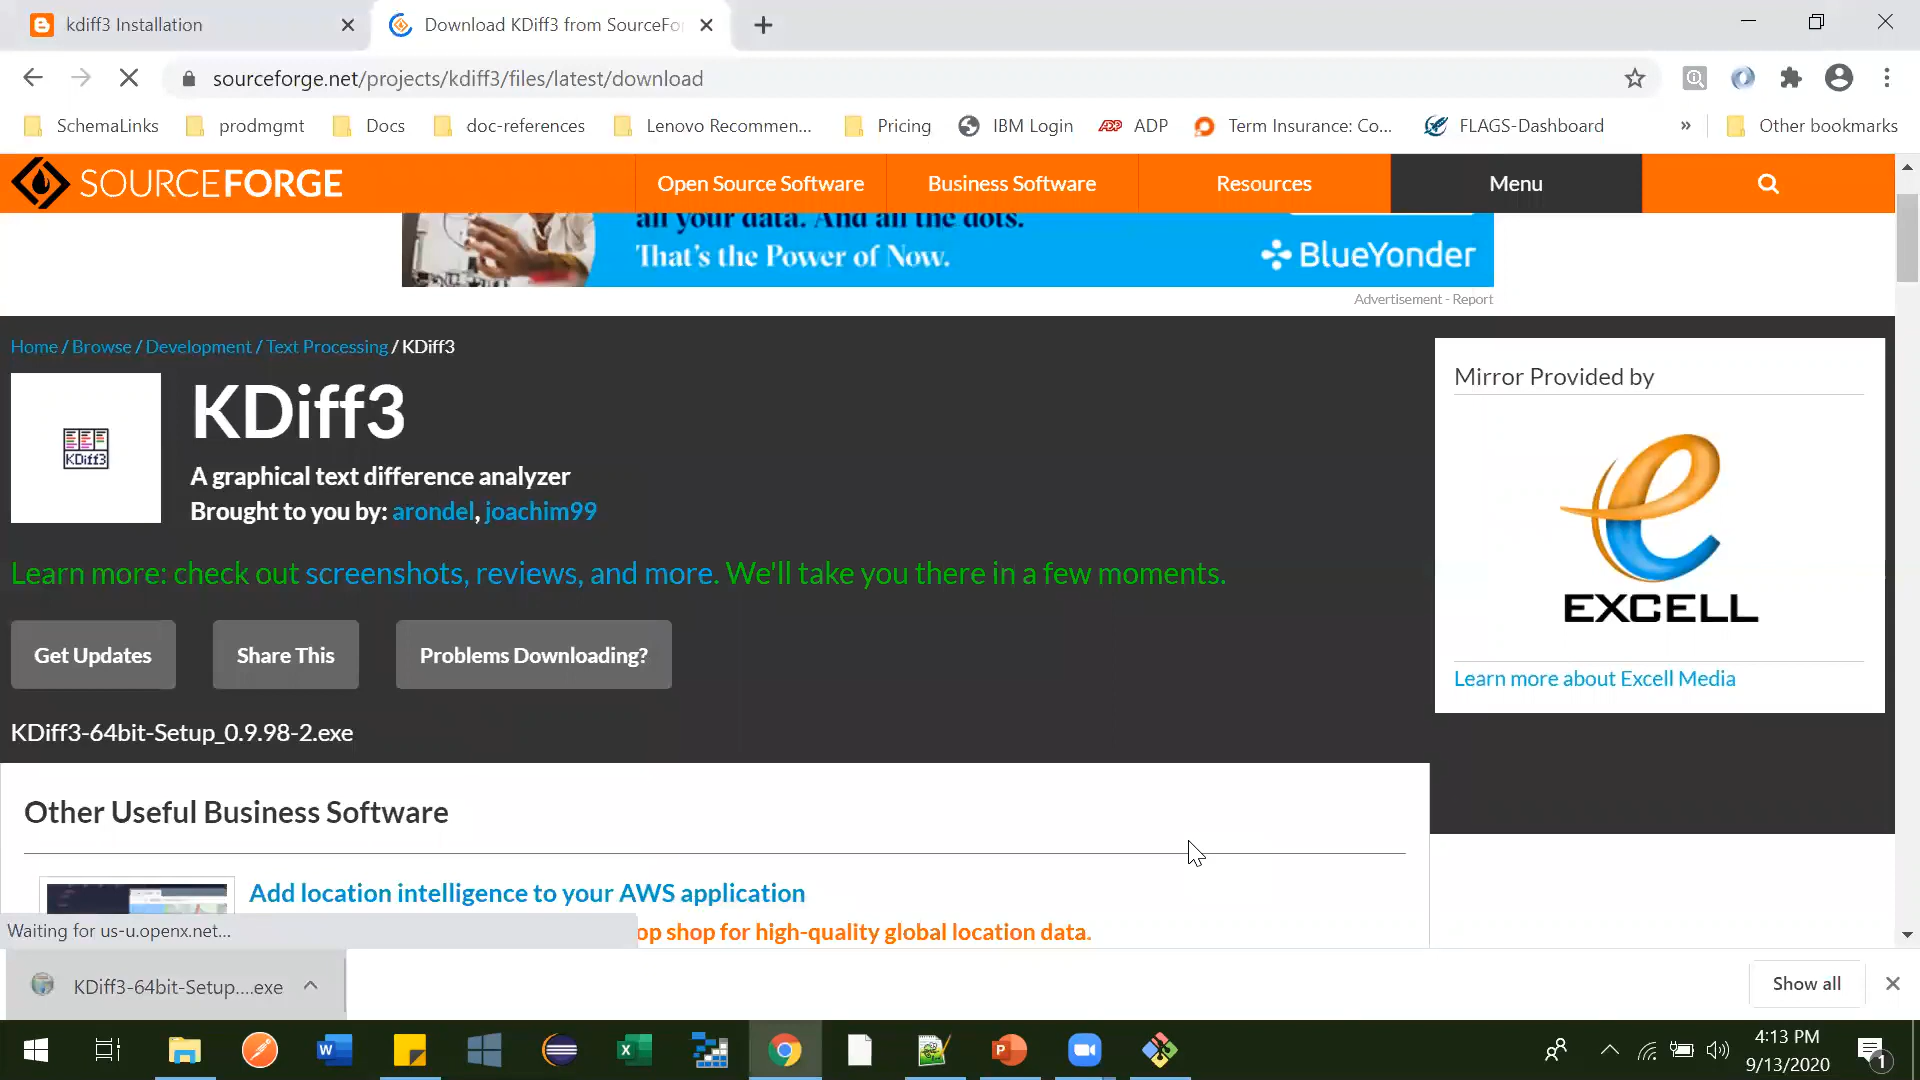 kdiff3 Installation
Download KDiff3 from SourceFo
sourceforge.net/projects/kdiff3/files/latest/download
SchemaLinks prodmgmt Docs doc-references Lenovo Recommen... Pricing IBM Login ADP ADP Term Insurance: Co... FLAGS-Dashboard » Other bookmarks
SOURCEFORGE Open Source Software Business Software Resources Menu
all your data. And all the dots.
That's the Power of Now.
BlueYonder
Advertisement - Report
Home / Browse / Development / Text Processing / KDiff3
KDiff3
KDiff3
A graphical text difference analyzer
Brought to you by: arondel, joachim99
Learn more: check out screenshots, reviews, and more. We'll take you there in a few moments.
Get Updates Share This Problems Downloading?
KDiff3-64bit-Setup_0.9.98-2.exe
Mirror Provided by
e
EXCELL
Learn more about Excell Media
Other Useful Business Software
Add location intelligence to your AWS application
op shop for high-quality global location data.
Waiting for us-u.openx.net...
KDiff3-64bit-Setup....exe
Show all
4:13 PM
9/13/2020
1